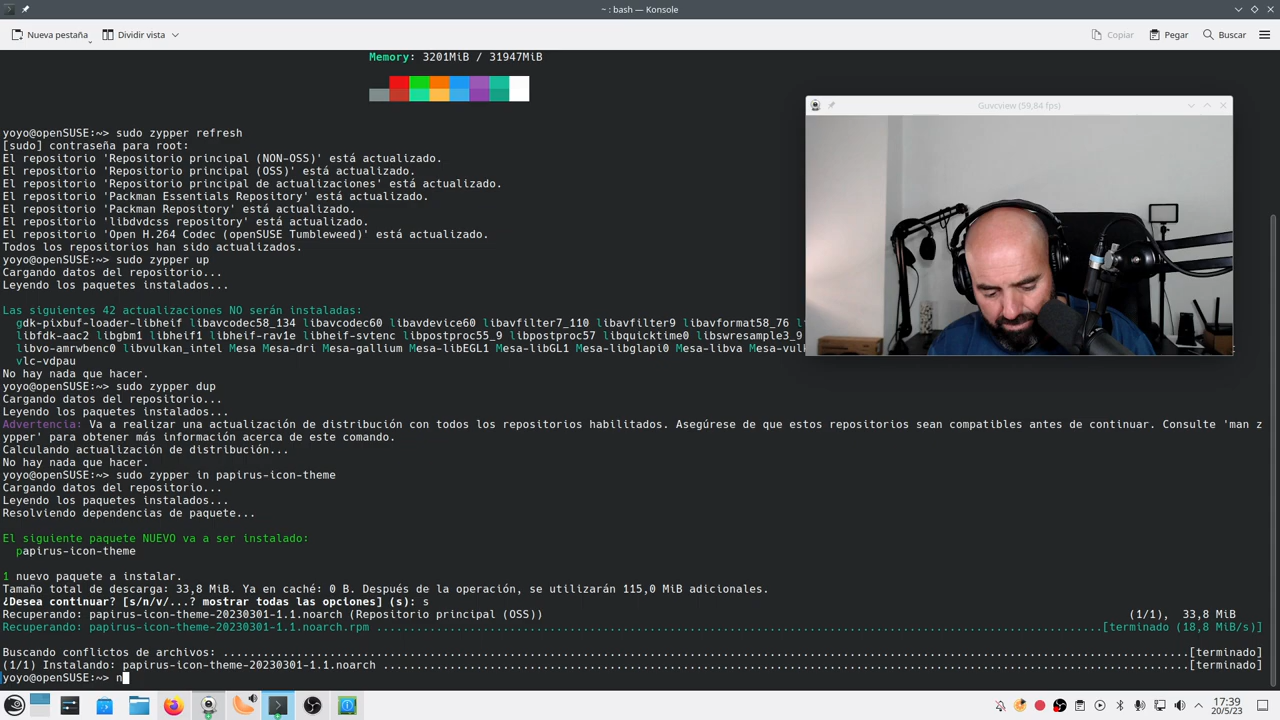 ~ : bash — Konsole
Nueva pestaña
Dividir vista
Copiar
Pegar
Buscar
Memory: 3201MiB / 31947MiB
Guvcview (59,84 fps)
yoyo@openSUSE:~> sudo zypper refresh
[sudo] contraseña para root:
El repositorio 'Repositorio principal (NON-OSS)' está actualizado.
El repositorio 'Repositorio principal (OSS)' está actualizado.
El repositorio 'Repositorio principal de actualizaciones' está actualizado.
El repositorio 'Packman Essentials Repository' está actualizado.
El repositorio 'Packman Repository' está actualizado.
El repositorio 'libdvdcss repository' está actualizado.
El repositorio 'Open H.264 Codec (openSUSE Tumbleweed)' está actualizado.
Todos los repositorios han sido actualizados.
yoyo@openSUSE:~> sudo zypper up
Cargando datos del repositorio...
Leyendo los paquetes instalados...
Las siguientes 42 actualizaciones NO serán instaladas:
gdk-pixbuf-loader-libheif libavcodec58_134 libavcodec60 libavdevice60 libavfilter7_110 libavfilter9 libavformat58_76
libfdk-aac2 libgbm1 libheif1 libheif-rav1e libheif-svtenc libpostproc55_9 libpostproc57 libquicktime0 libswresample3_9
libvo-amrwbenc0 libvulkan_intel Mesa Mesa-dri Mesa-gallium Mesa-libEGL1 Mesa-libGL1 Mesa-libglapi0 Mesa-libva
vlc-vdpau
No hay nada que hacer.
yoyo@openSUSE:~> sudo zypper dup
Cargando datos del repositorio...
Leyendo los paquetes instalados...
Advertencia: Va a realizar una actualización de distribución con todos los repositorios habilitados. Asegúrese de que estos repositorios sean compatibles antes de continuar. Consulte 'man z
ypper' para obtener más información acerca de este comando.
Calculando actualización de distribución...
No hay nada que hacer.
yoyo@openSUSE:~> sudo zypper in papirus-icon-theme
Cargando datos del repositorio...
Leyendo los paquetes instalados...
Resolviendo dependencias de paquete...
El siguiente paquete NUEVO va a ser instalado:
papirus-icon-theme
1 nuevo paquete a instalar.
Tamaño total de descarga: 33,8 MiB. Ya en caché: 0 B. Después de la operación, se utilizarán 115,0 MiB adicionales.
¿Desea continuar? [s/n/v/...? mostrar todas las opciones] (s): s
Recuperando: papirus-icon-theme-20230301-1.1.noarch (Repositorio principal (OSS)) (1/1), 33,8 MiB
Recuperando: papirus-icon-theme-20230301-1.1.noarch.rpm ....................[terminado (18,8 MiB/s)]
Buscando conflictos de archivos: ....................[terminado]
(1/1) Instalando: papirus-icon-theme-20230301-1.1.noarch ....................[terminado]
yoyo@openSUSE:~> n
17:39
20/5/23